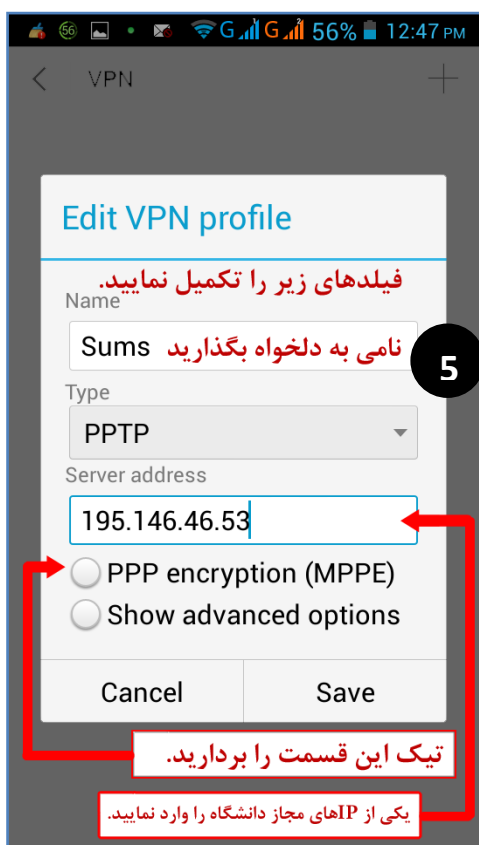 56 G G 56% 12:47 PM
VPN
Edit VPN profile
فیلدهای زیر را تکمیل نمایید.
Name
Sums نامی به دلخواه بگذارید
5
Type
PPTP
Server address
195.146.46.53
PPP encryption (MPPE)
Show advanced options
Cancel Save
تیک این قسمت را بردارید.
یکی از IPهای مجاز دانشگاه را وارد نمایید.